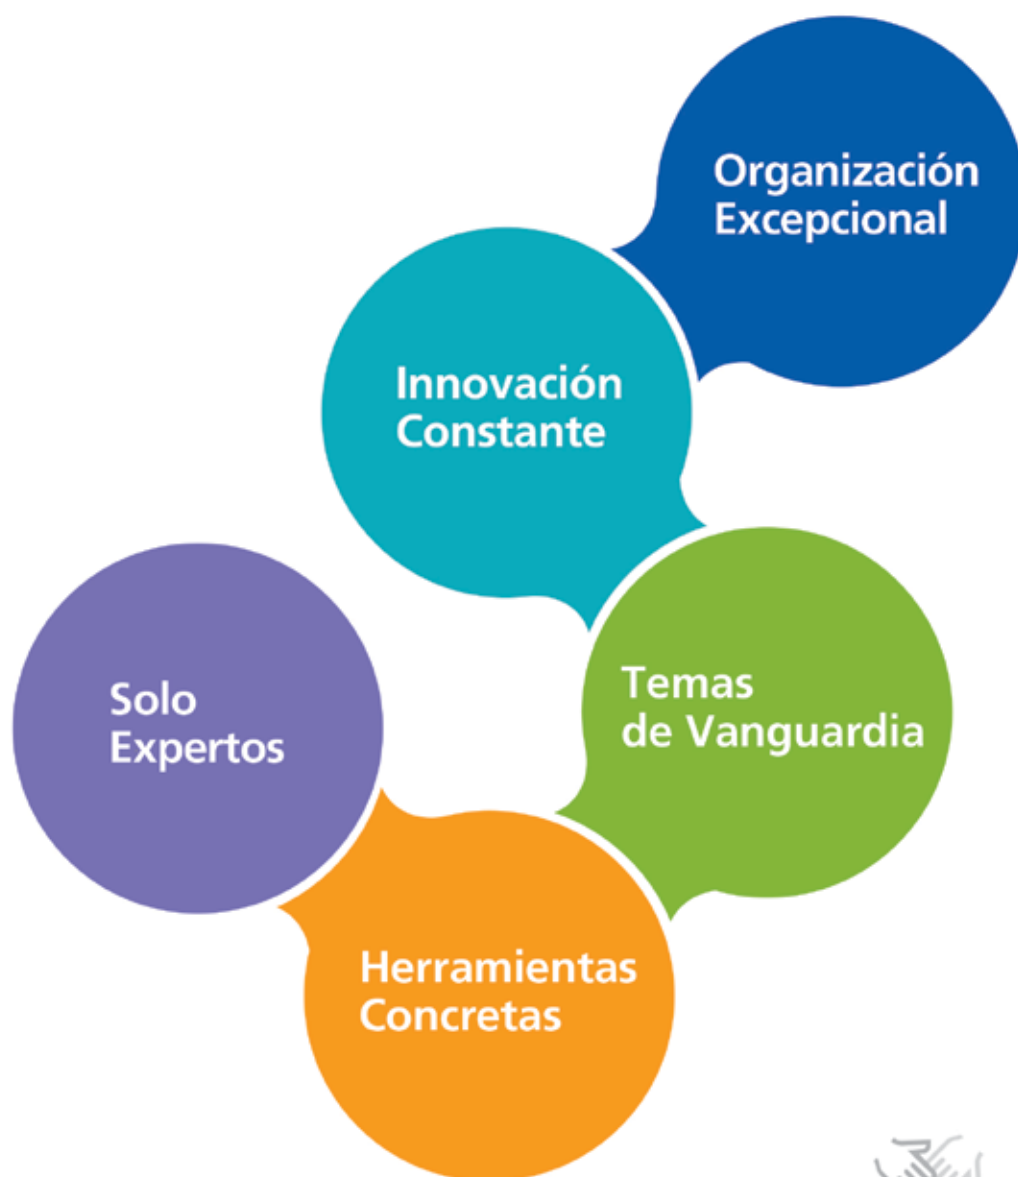 Organización
Excepcional
Innovación
Constante
Temas
de Vanguardia
Solo
Expertos
Herramientas
Concretas